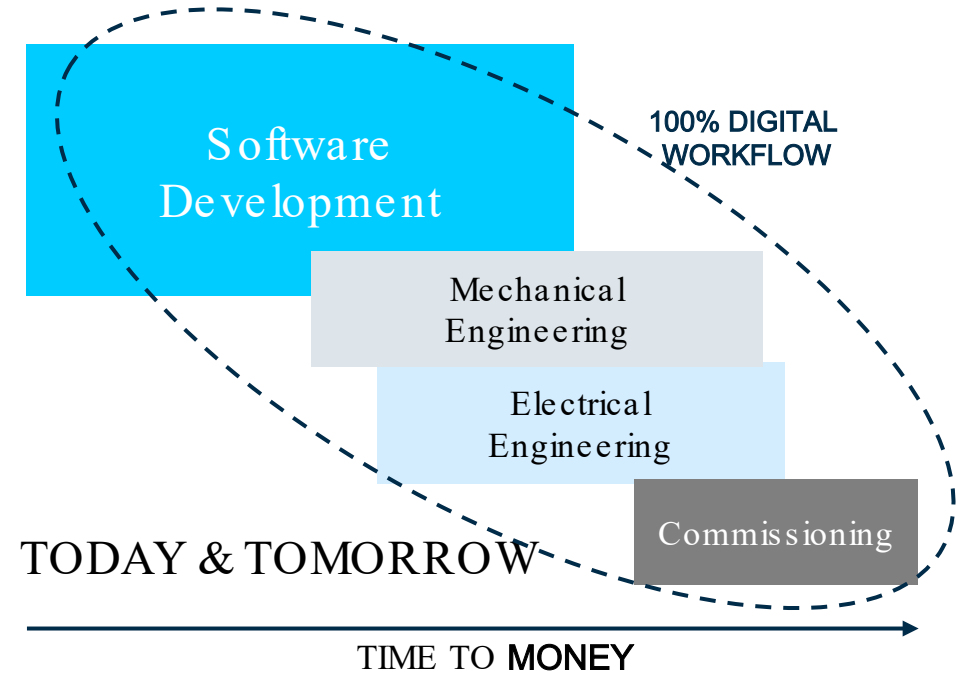 Software
Development
100% DIGITAL
WORKFLOW
Mechanical
Engineering
Electrical
Engineering
Commissioning
TODAY & TOMORROW
TIME TO MONEY